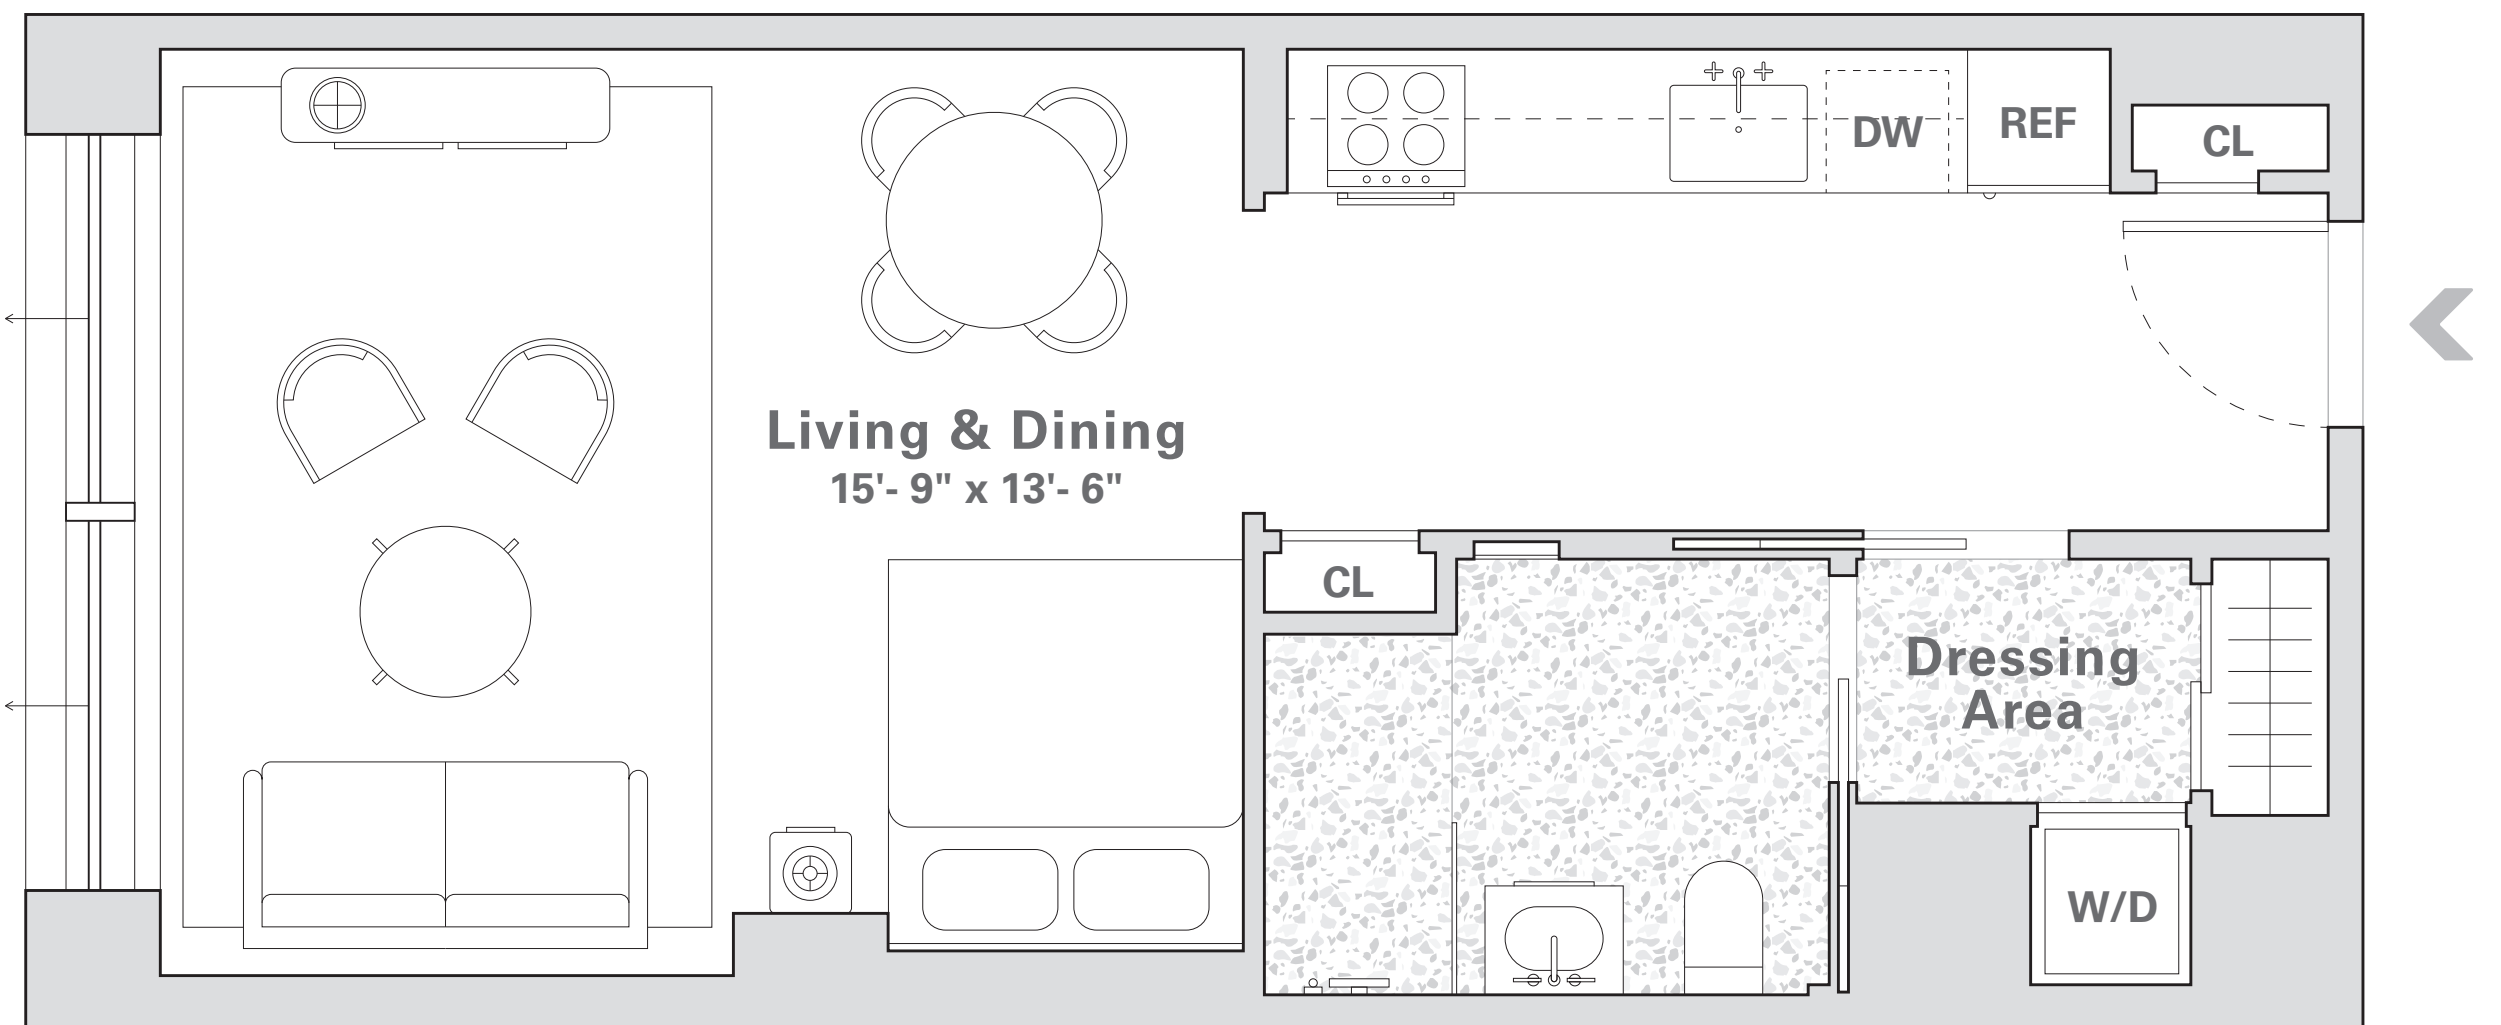 REF
DW
CL
Living & Dining
15'- 9" x 13'- 6"
CL
Dressing
Area
W/D